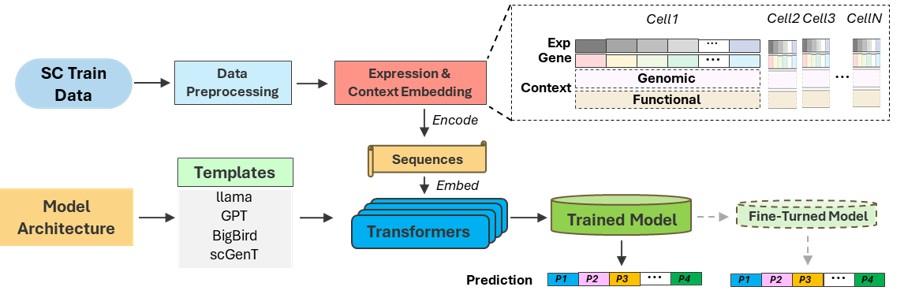 Cell1
Cell2 Cell3 CellN
Exp
...
Gene
...
Context
Genomic
Functional
...
SC Train
Data
Data
Preprocessing
Expression &
Context Embedding
Encode
Sequences
Embed
Model
Architecture
Templates
llama
GPT
BigBird
scGenT
Transformers
Trained Model
Fine-Turned Model
Prediction
P1 P2 P3 ... P4
P1 P2 P3 ... P4